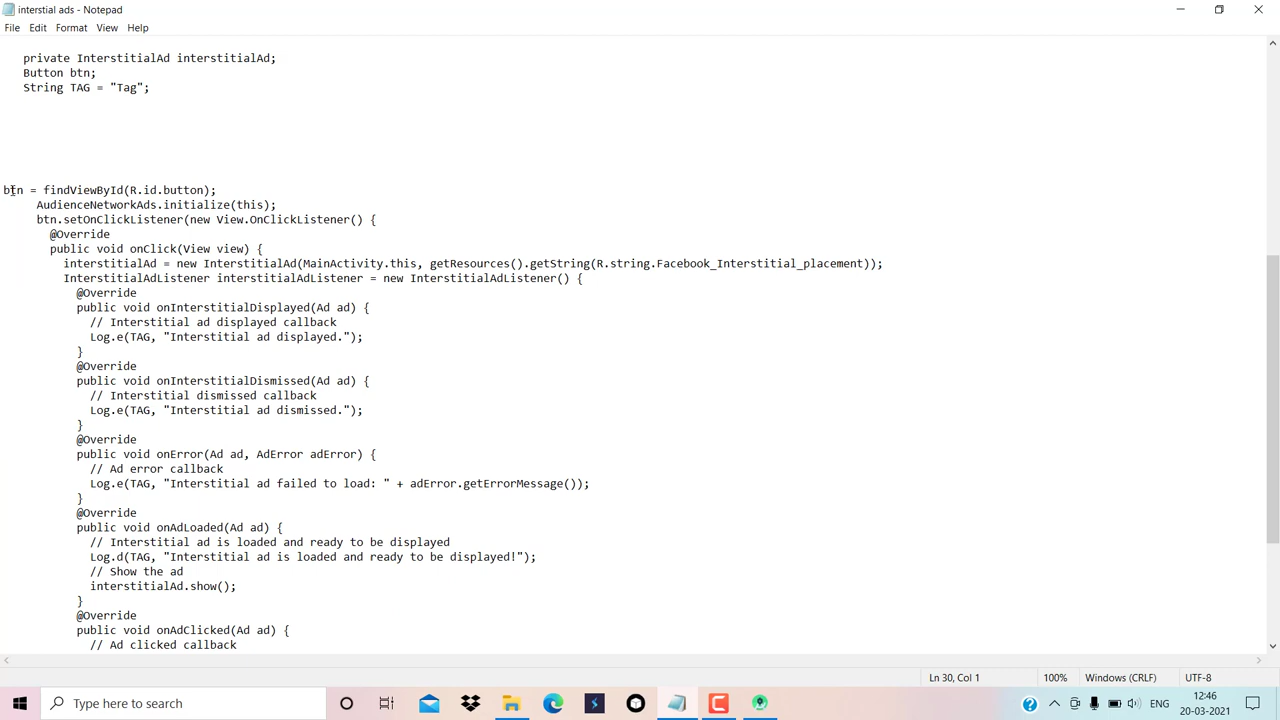 interstial ads - Notepad
File Edit Format View Help
private InterstitialAd interstitialAd;
Button btn;
String TAG = "Tag";
btn = findViewById(R.id.button);
AudienceNetworkAds.initialize(this);
btn.setOnClickListener(new View.OnClickListener() {
@Override
public void onClick(View view) {
interstitialAd = new InterstitialAd(MainActivity.this, getResources().getString(R.string.Facebook_Interstitial_placement));
InterstitialAdListener interstitialAdListener = new InterstitialAdListener() {
@Override
public void onInterstitialDisplayed(Ad ad) {
// Interstitial ad displayed callback
Log.e(TAG, "Interstitial ad displayed.");
}
@Override
public void onInterstitialDismissed(Ad ad) {
// Interstitial dismissed callback
Log.e(TAG, "Interstitial ad dismissed.");
}
@Override
public void onError(Ad ad, AdError adError) {
// Ad error callback
Log.e(TAG, "Interstitial ad failed to load: " + adError.getErrorMessage());
}
@Override
public void onAdLoaded(Ad ad) {
// Interstitial ad is loaded and ready to be displayed
Log.d(TAG, "Interstitial ad is loaded and ready to be displayed!");
// Show the ad
interstitialAd.show();
}
@Override
public void onAdClicked(Ad ad) {
// Ad clicked callback
Ln 30, Col 1 100% Windows (CRLF) UTF-8
Type here to search ENG 12:46
20-03-2021